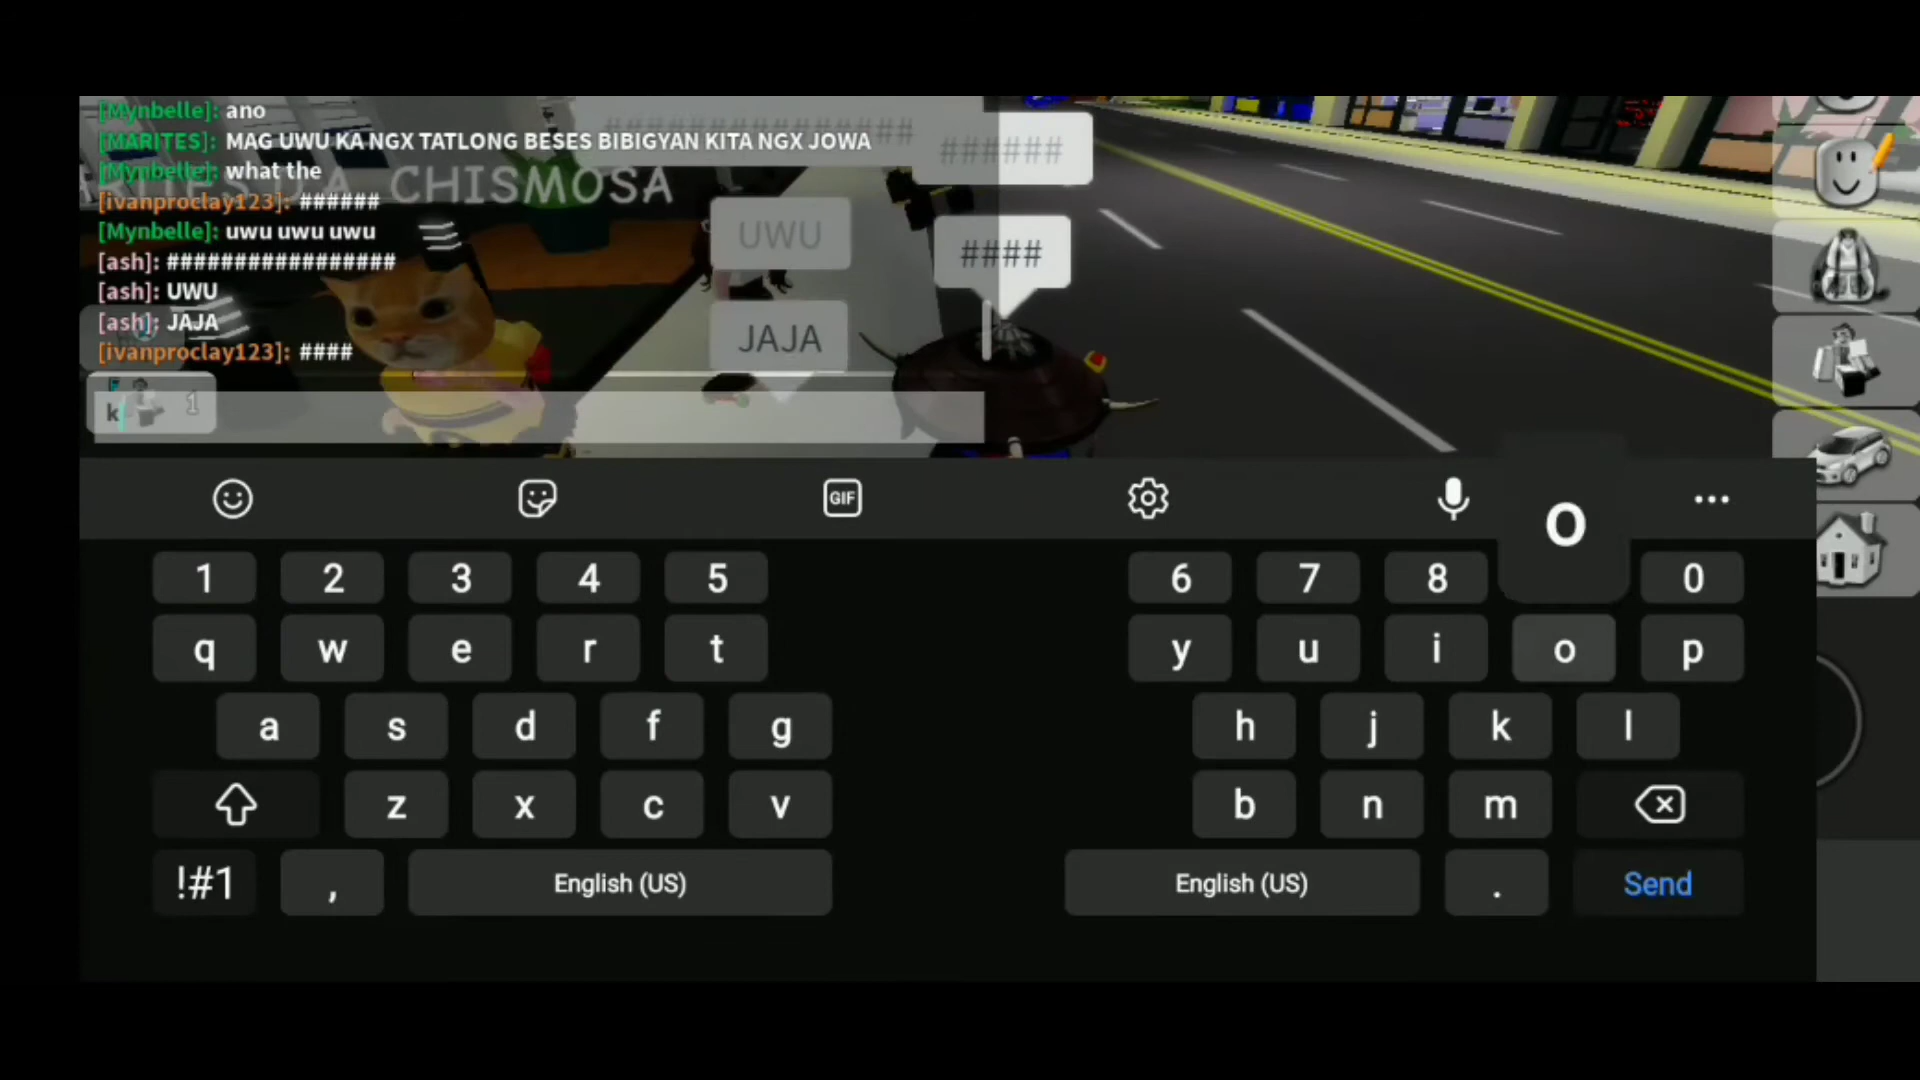 [Mynbelle]: ano
[MARITES]: MAG UWU KA NGX TATLONG BESES BIBIGYAN KITA NGX JOWA
[Mynbelle]: what the
[ivanproclay123]: ######
[Mynbelle]: uwu uwu uwu
[ash]: #################
[ash]: UWU
[ash]: JAJA
[ivanproclay123]: ####
CHISMOSA
######
UWU
####
JAJA
1
k
GIF
o
1 2 3 4 5 6 7 8 0
q w e r t y u i o p
a s d f g h j k l
z x c v b n m
!#1 , English (US) English (US) . Send